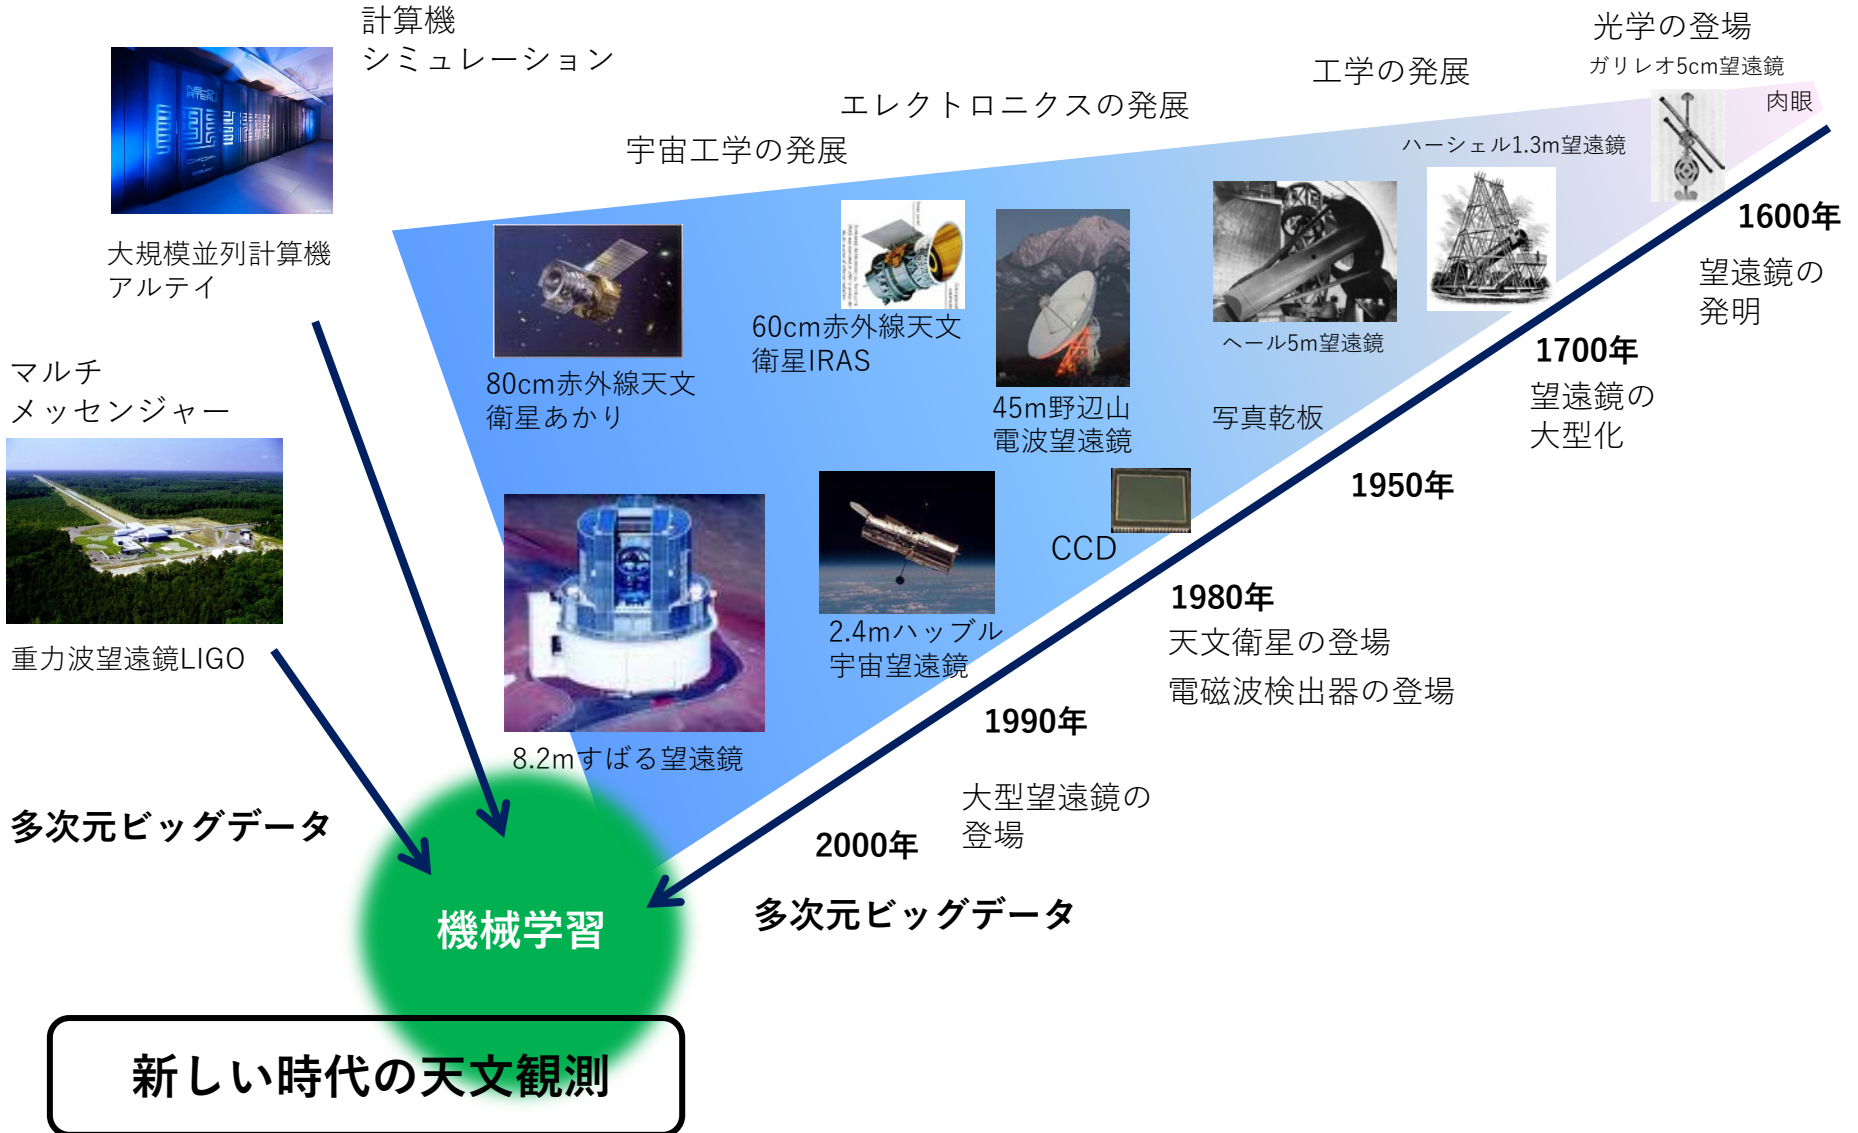 計算機
シミュレーション
大規模並列計算機
アルテイ
マルチ
メッセンジャー
重力波望遠鏡LIGO
多次元ビッグデータ
宇宙工学の発展
エレクトロニクスの発展
工学の発展
光学の登場
ガリレオ5cm望遠鏡
肉眼
ハーシェル1.3m望遠鏡
ヘール5m望遠鏡
写真乾板
60cm赤外線天文
衛星IRAS
80cm赤外線天文
衛星あかり
45m野辺山
電波望遠鏡
CCD
2.4mハッブル
宇宙望遠鏡
8.2mすばる望遠鏡
1600年
望遠鏡の
発明
1700年
望遠鏡の
大型化
1950年
1980年
天文衛星の登場
電磁波検出器の登場
1990年
大型望遠鏡の
登場
2000年
多次元ビッグデータ
機械学習
新しい時代の天文観測